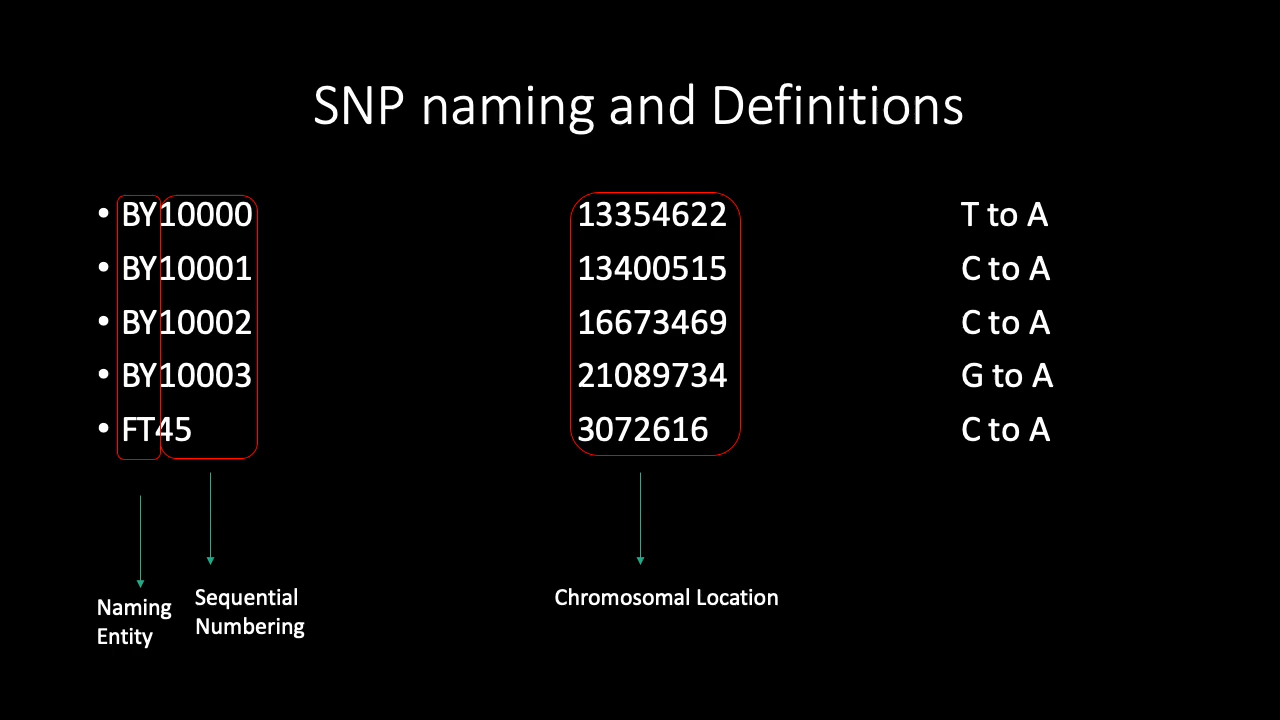 SNP naming and Definitions
• BY10000 13354622 T to A
• BY10001 13400515 C to A
• BY10002 16673469 C to A
• BY10003 21089734 G to A
• FT45 3072616 C to A
Naming
Entity
Sequential
Numbering
Chromosomal Location